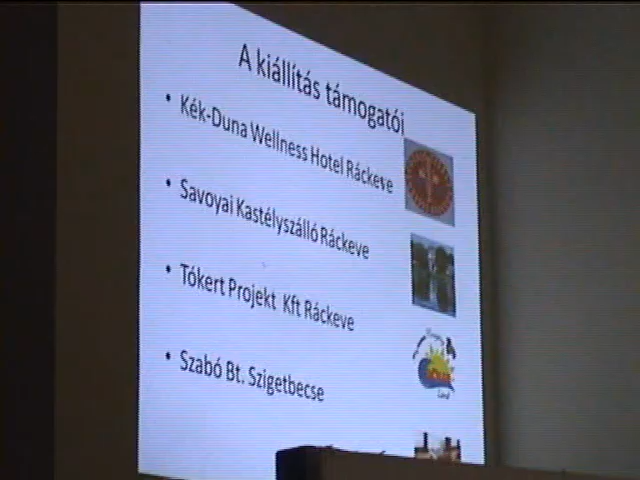 A kiállítás támogatói
• Kék-Duna Wellness Hotel Ráckeve
• Savoyai Kastélyszálló Ráckeve
• Tókert Projekt Kft Ráckeve
• Szabó Bt. Szigetbecse